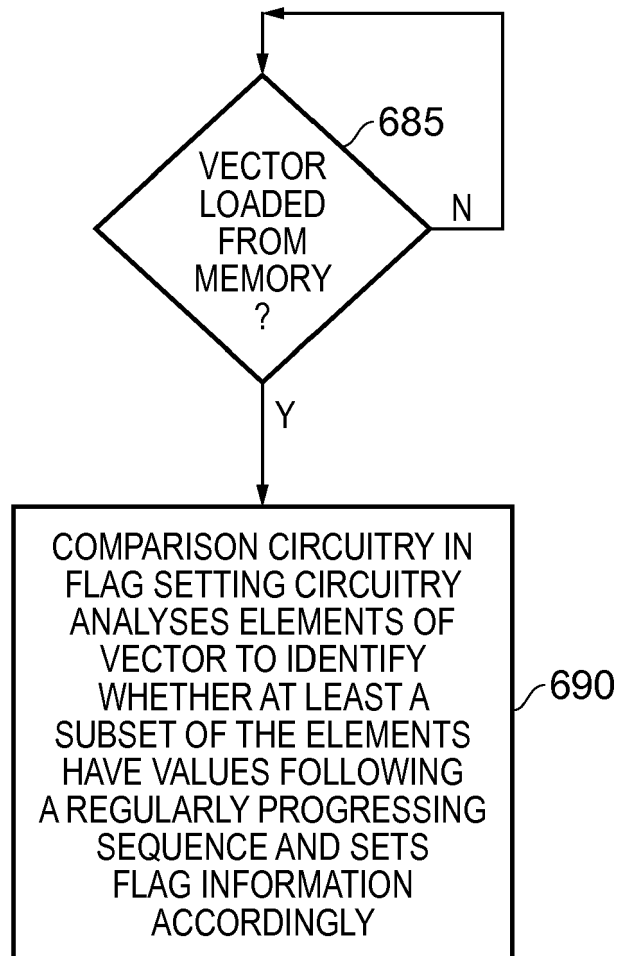 685
VECTOR
LOADED
FROM
MEMORY
?
N
Y
COMPARISON CIRCUITRY IN
FLAG SETTING CIRCUITRY
ANALYSES ELEMENTS OF
VECTOR TO IDENTIFY
WHETHER AT LEAST A
SUBSET OF THE ELEMENTS
HAVE VALUES FOLLOWING
A REGULARLY PROGRESSING
SEQUENCE AND SETS
FLAG INFORMATION
ACCORDINGLY
690